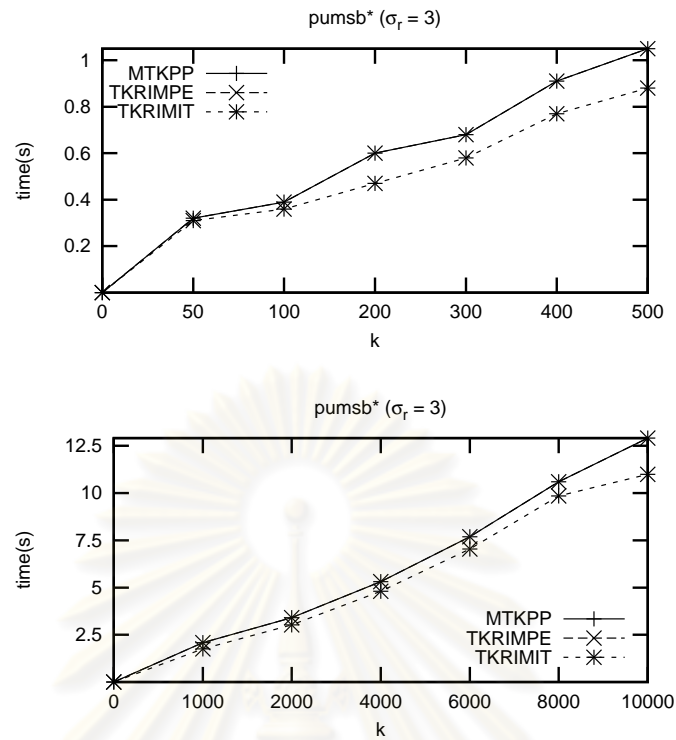 pumsb* (σr = 3)
1
0.8
0.6
0.4
0.2
time(s)
MTKPP
TKRIMPE
TKRIMIT
0 50 100 200 300 400 500
k
pumsb* (σr = 3)
12.5
10
7.5
5
2.5
time(s)
MTKPP
TKRIMPE
TKRIMIT
0 1000 2000 4000 6000 8000 10000
k